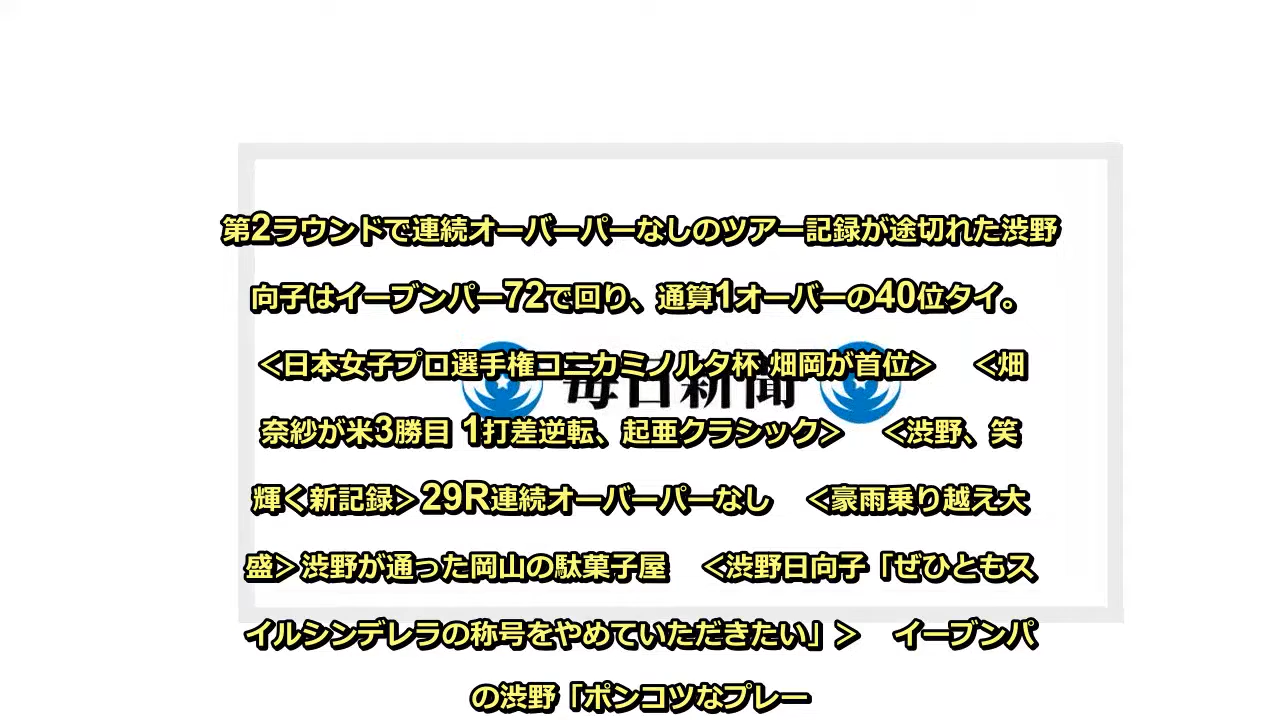 第2ラウンドで連続オーバーパーなしのツアー記録が途切れた渋野
向子はイーブンパー72で回り、通算1オーバーの40位タイ。
＜日本女子プロ選手権コニカミノルタ杯 畑岡が首位＞　＜畑
奈紗が米3勝目 1打差逆転、起亜クラシック＞　＜渋野、笑
輝く新記録＞29R連続オーバーパーなし　＜豪雨乗り越え大
盛＞渋野が通った岡山の駄菓子屋　＜渋野日向子「ぜひともス
イルシンデレラの称号をやめていただきたい」＞　イーブンパ
の渋野「ポンコツなプレー
毎日新聞